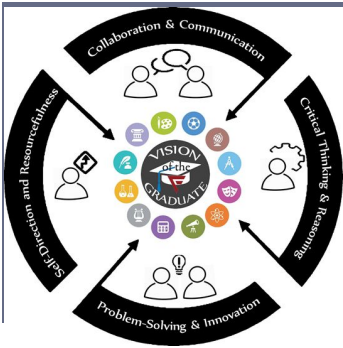 Collaboration & Communication
Critical Thinking & Reasoning
Problem-Solving & Innovation
Self-Direction and Resourcefulness
VISION
of the
GRADUATE